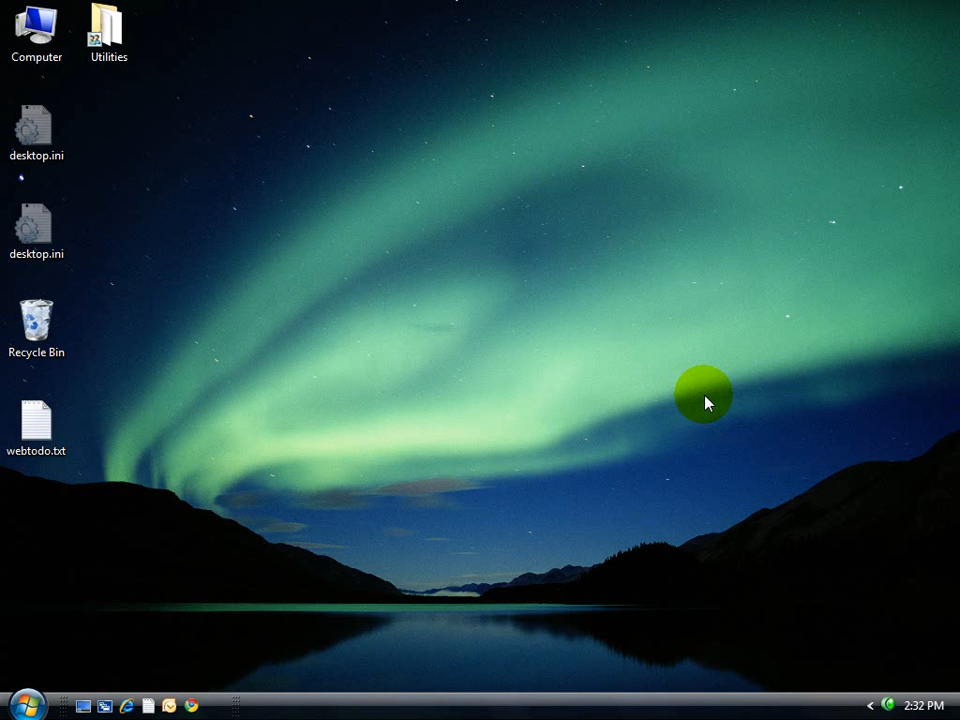 Computer
Utilities
desktop.ini
desktop.ini
Recycle Bin
webtodo.txt
2:32 PM